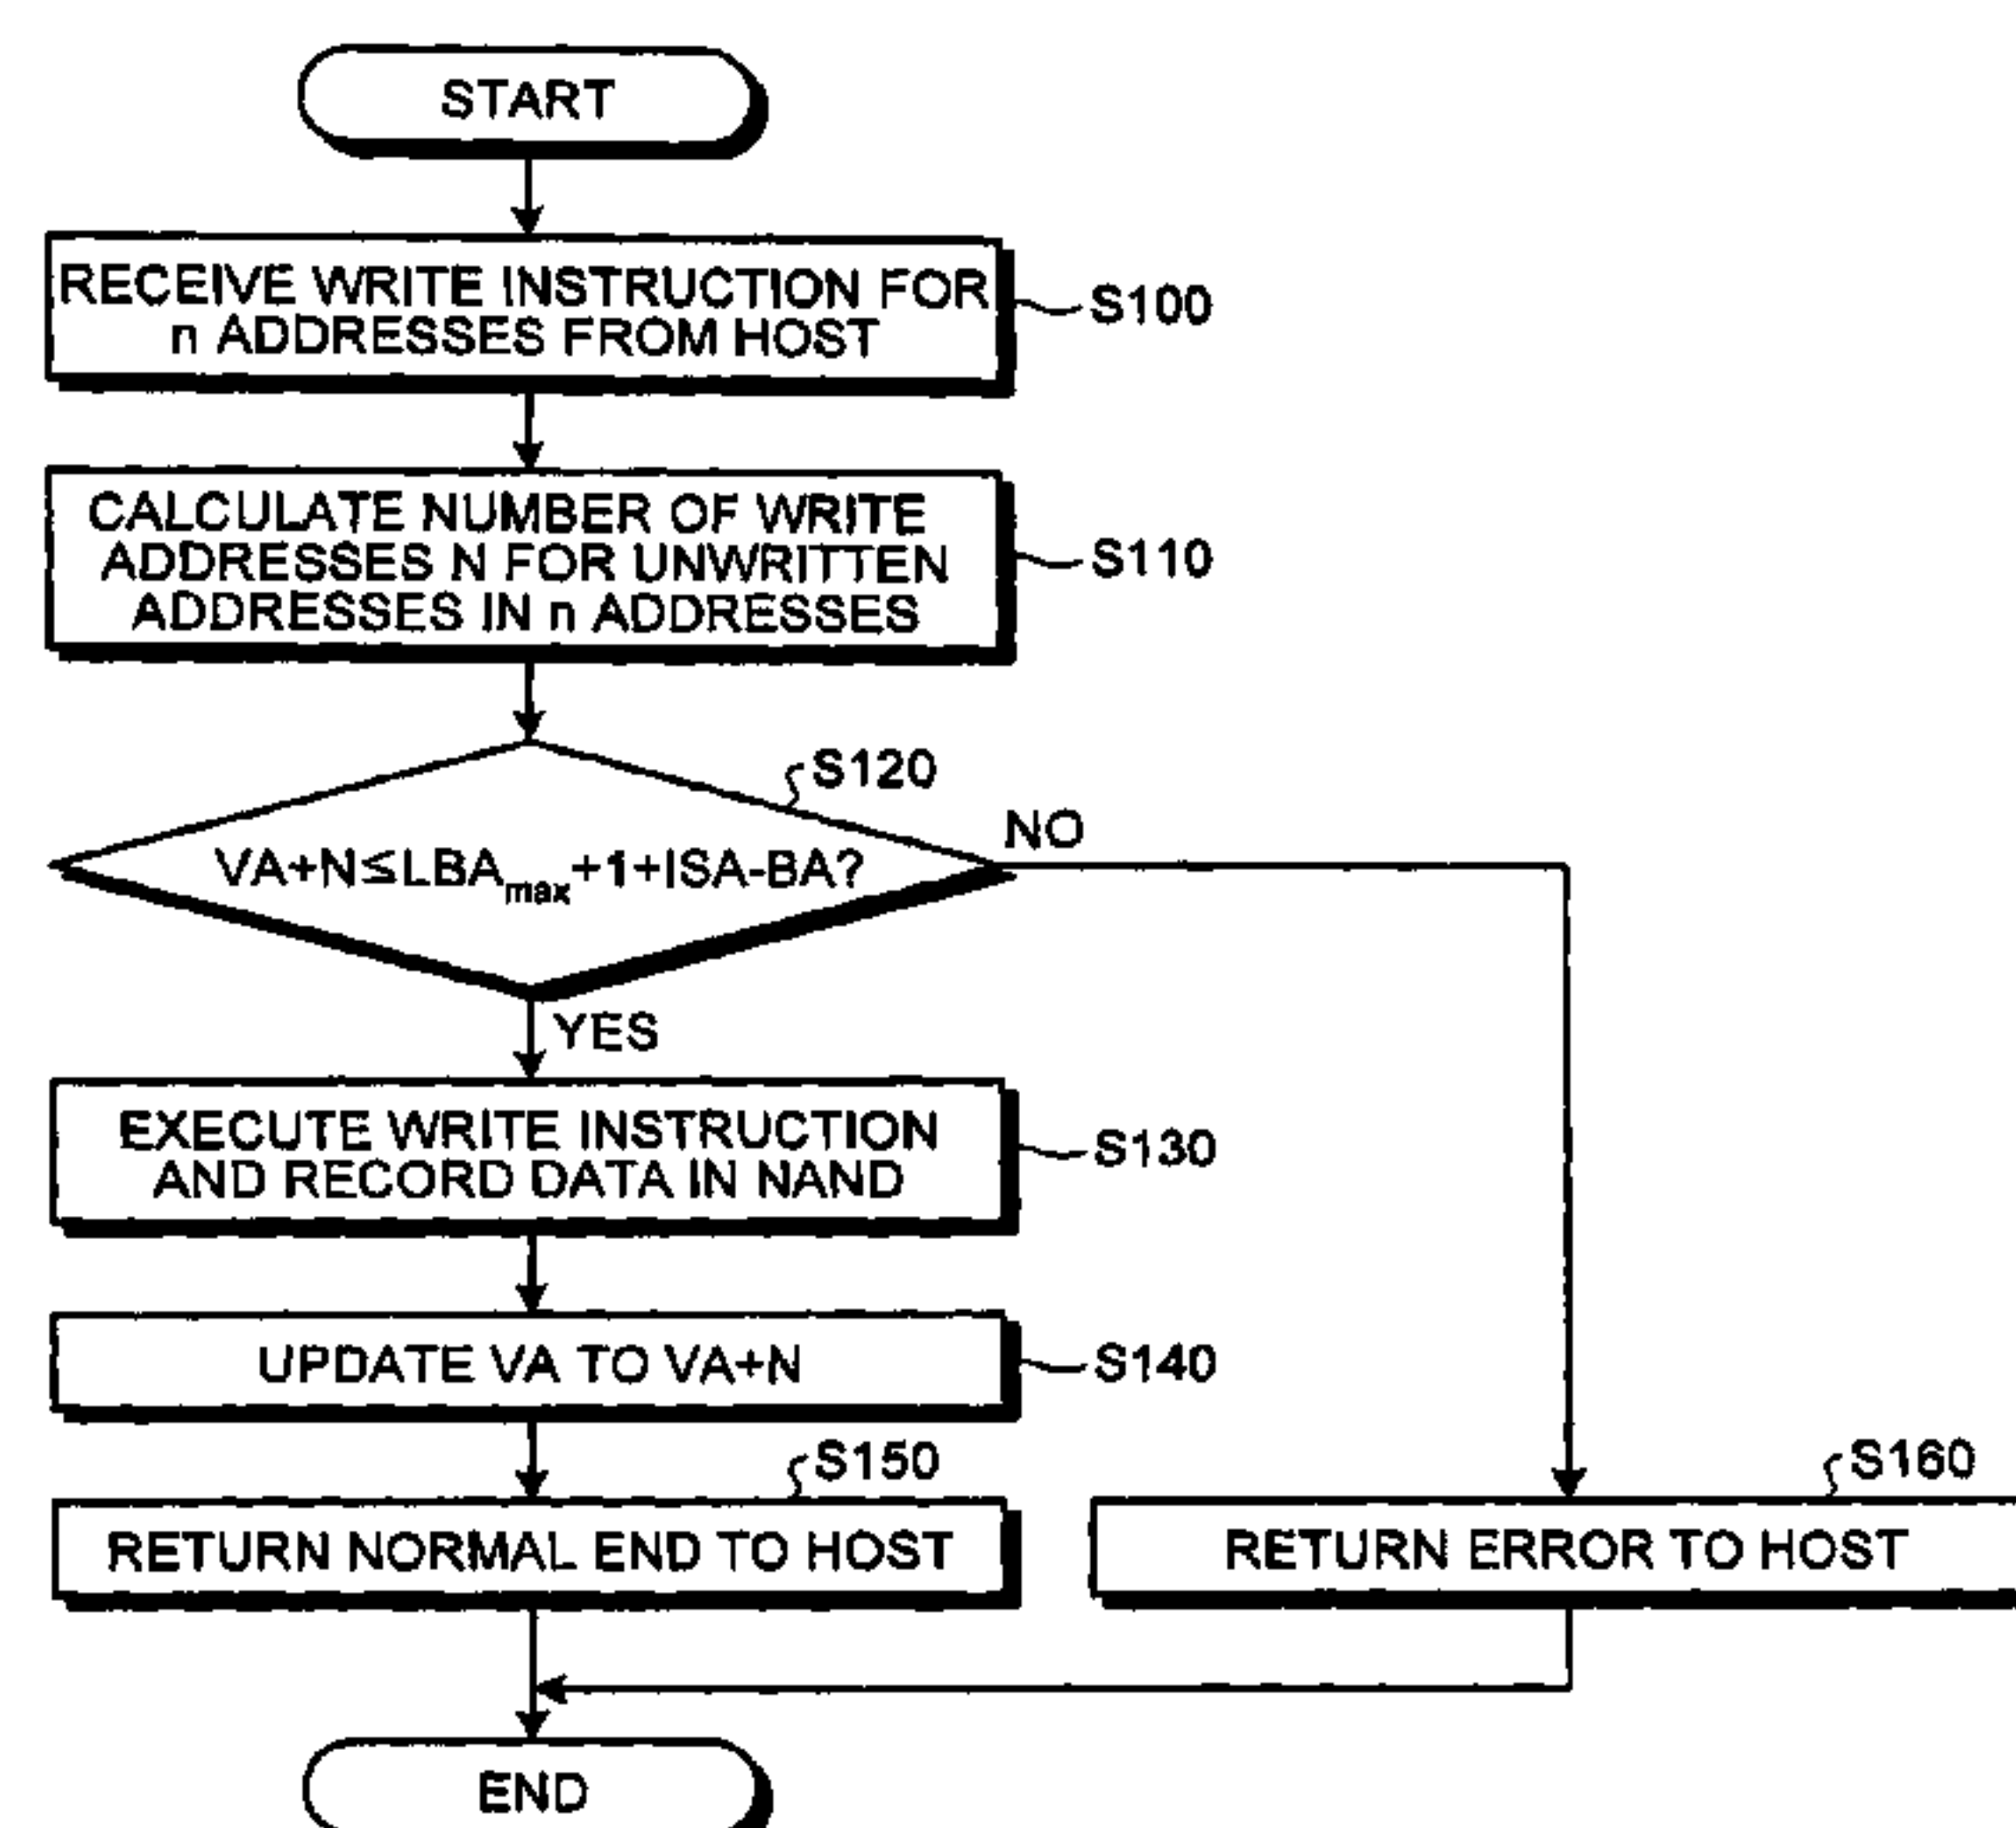 START
RECEIVE WRITE INSTRUCTION FOR
n ADDRESSES FROM HOST
S100
CALCULATE NUMBER OF WRITE
ADDRESSES N FOR UNWRITTEN
ADDRESSES IN n ADDRESSES
S110
S120
NO
VA+N≤LBAmax+1+ISA-BA?
YES
EXECUTE WRITE INSTRUCTION
AND RECORD DATA IN NAND
S130
UPDATE VA TO VA+N
S140
S150
S160
RETURN NORMAL END TO HOST
RETURN ERROR TO HOST
END